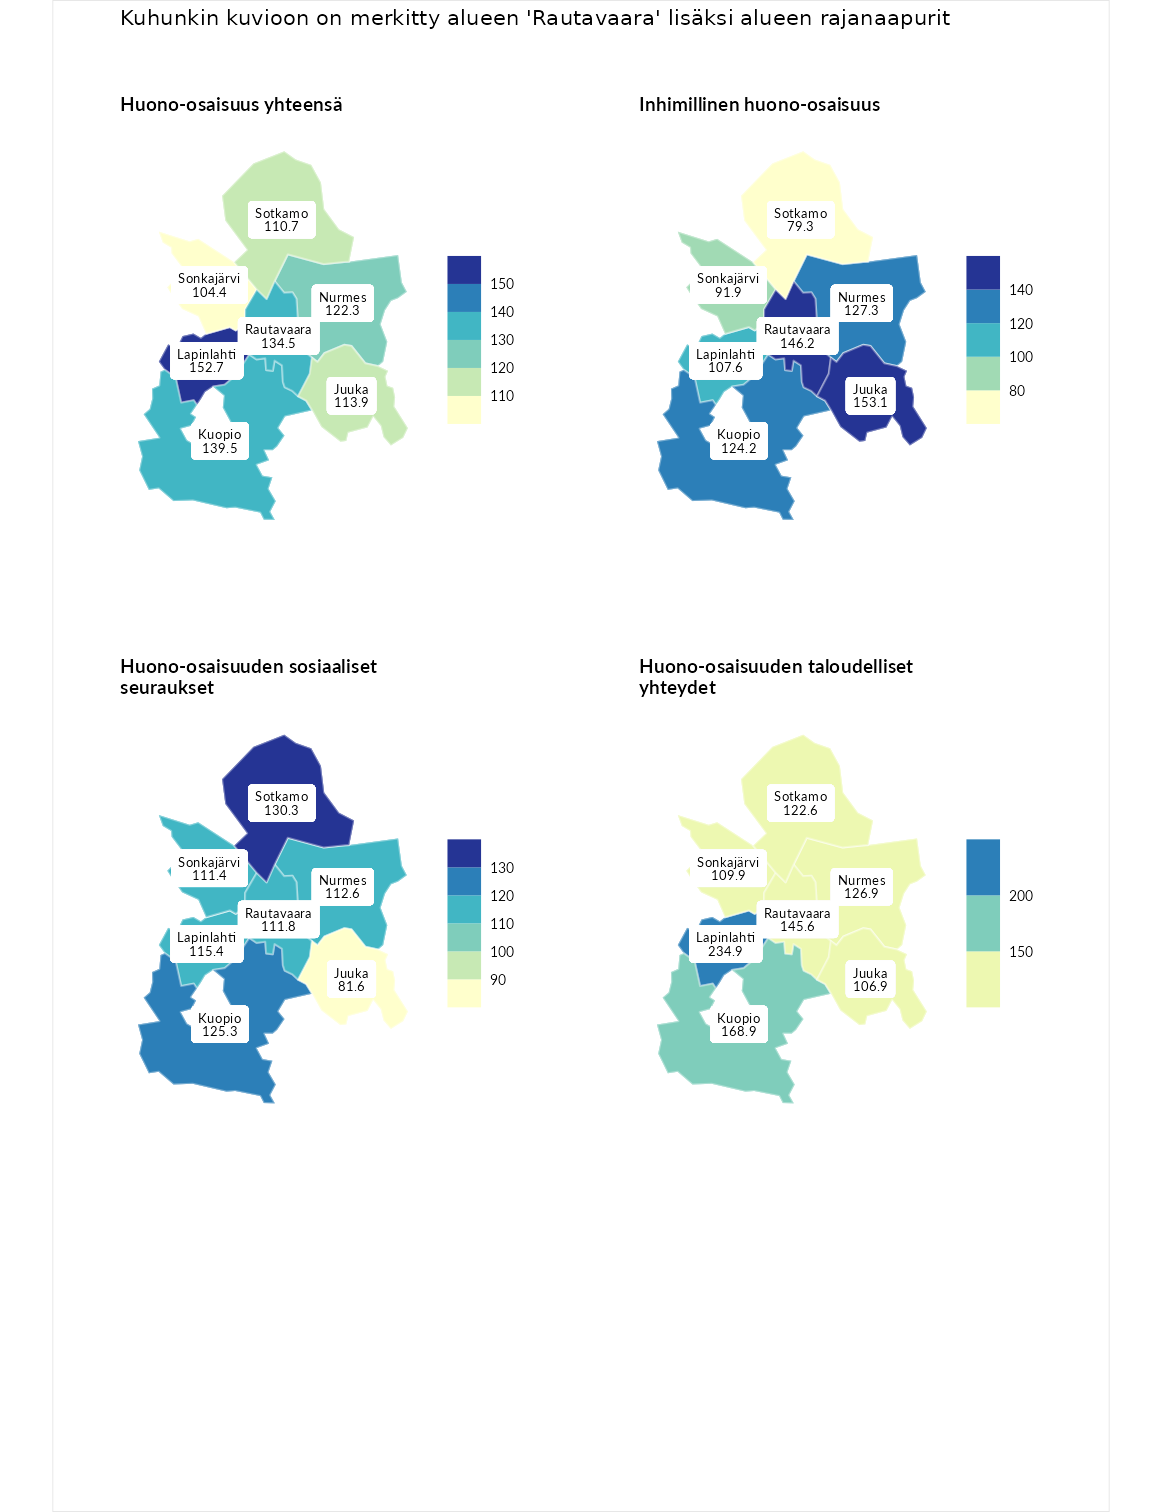 Kuhunkin kuvioon on merkitty alueen 'Rautavaara' lisäksi alueen rajanaapurit
Huono-osaisuus yhteensä
Sotkamo
110.7
Sonkajärvi
104.4
Nurmes
122.3
Rautavaara
134.5
Lapinlahti
152.7
Juuka
113.9
Kuopio
139.5
150
140
130
120
110
Inhimillinen huono-osaisuus
Sotkamo
79.3
Sonkajärvi
91.9
Nurmes
127.3
Rautavaara
146.2
Lapinlahti
107.6
Juuka
153.1
Kuopio
124.2
140
120
100
80
Huono-osaisuuden sosiaaliset
seuraukset
Sotkamo
130.3
Sonkajärvi
111.4
Nurmes
112.6
Rautavaara
111.8
Lapinlahti
115.4
Juuka
81.6
Kuopio
125.3
130
120
110
100
90
Huono-osaisuuden taloudelliset
yhteydet
Sotkamo
122.6
Sonkajärvi
109.9
Nurmes
126.9
Rautavaara
145.6
Lapinlahti
234.9
Juuka
106.9
Kuopio
168.9
200
150